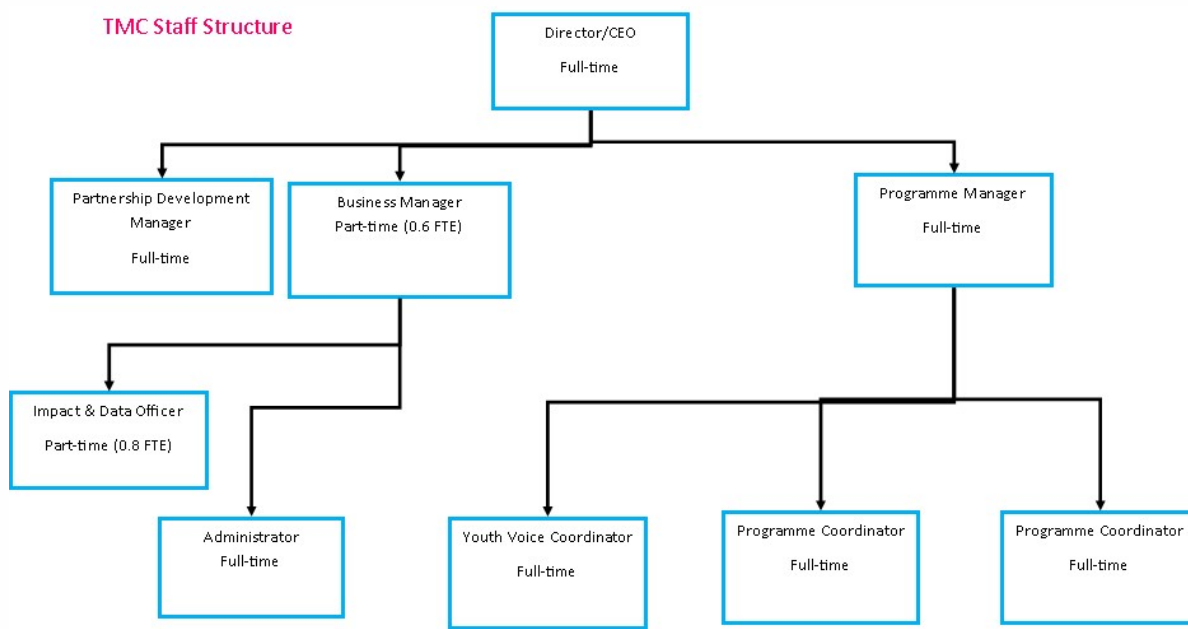 TMC Staff Structure
Director/CEO
Full-time
Partnership Development
Manager
Full-time
Business Manager
Part-time (0.6 FTE)
Programme Manager
Full-time
Impact & Data Officer
Part-time (0.8 FTE)
Administrator
Full-time
Youth Voice Coordinator
Full-time
Programme Coordinator
Full-time
Programme Coordinator
Full-time